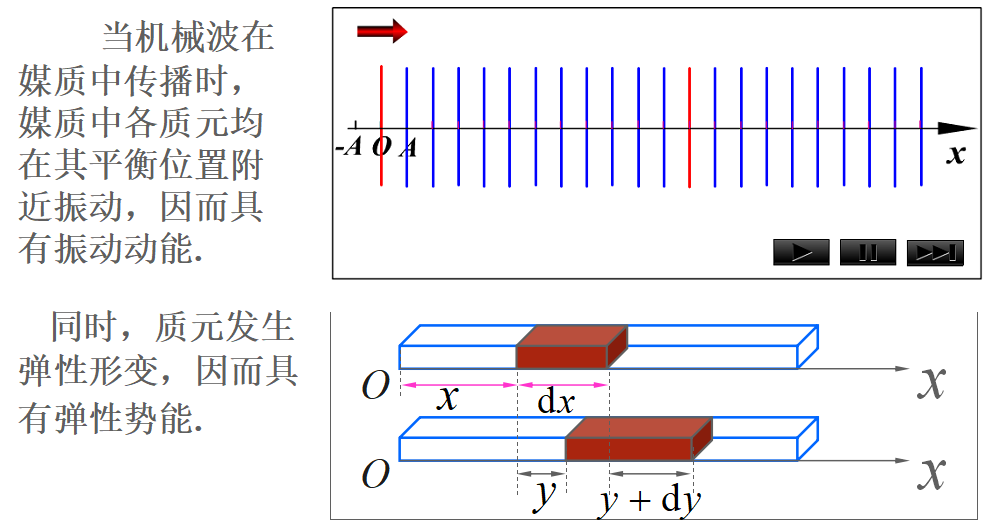 当机械波在
媒质中传播时，
媒质中各质元均
在其平衡位置附
近振动，因而具
有振动动能.
-A O A
x
同时，质元发生
弹性形变，因而具
有弹性势能.
O x dx x
O y y + dy x